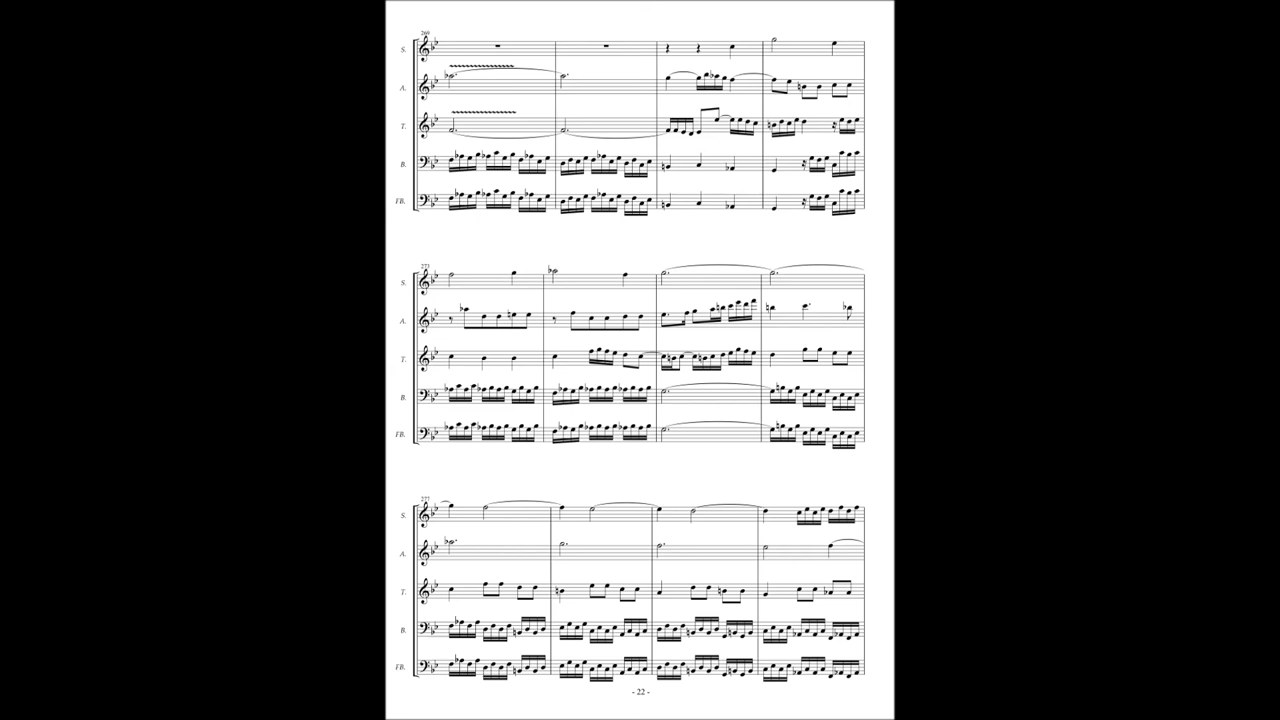 269
S.
A.
T.
B.
FB.
273
S.
A.
T.
B.
FB.
277
S.
A.
T.
B.
FB.
- 22 -